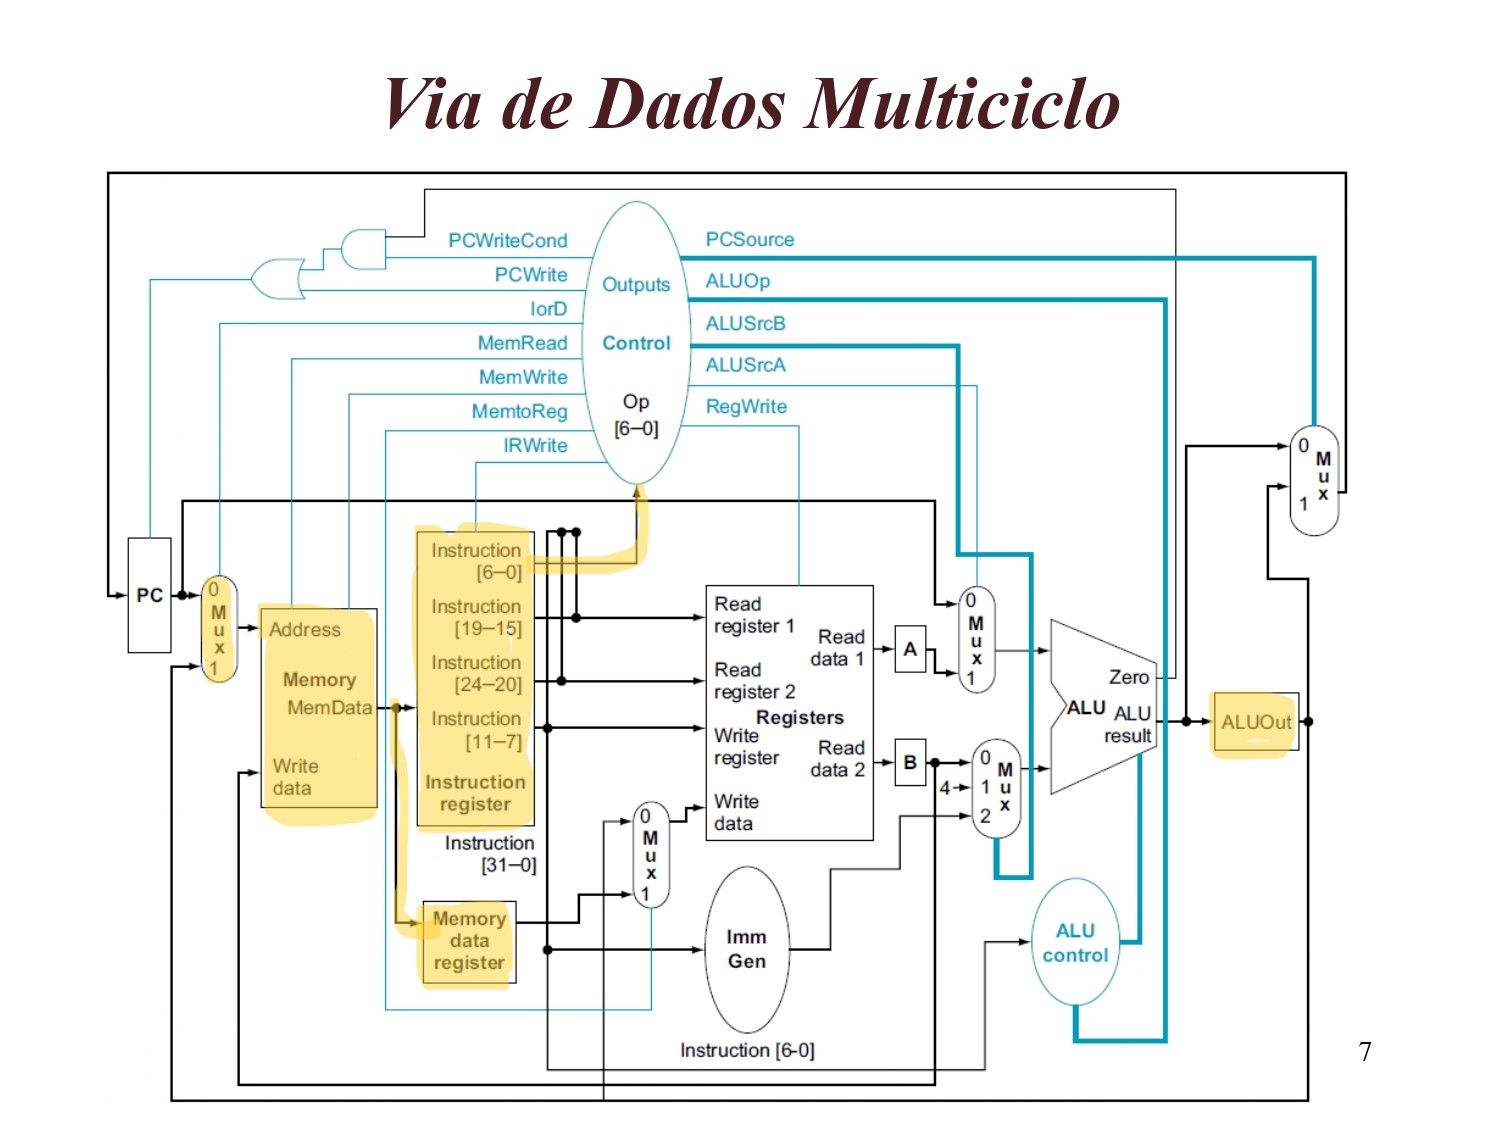 Via de Dados Multiciclo
PCWriteCond
PCWrite
IorD
MemRead
MemWrite
MemtoReg
IRWrite
Outputs
Control
Op
[6–0]
PCSource
ALUOp
ALUSrcB
ALUSrcA
RegWrite
0
M
u
x
1
PC
0
M
u
x
1
Address
Memory
MemData
Write
data
Instruction
[6–0]
Instruction
[19–15]
Instruction
[24–20]
Instruction
[11–7]
Instruction
register
Instruction
[31–0]
Memory
data
register
0
M
u
x
1
Read
register 1
Read
register 2
Registers
Write
register
Write
data
Read
data 1
Read
data 2
A
B
0
M
u
x
1
4
0
1
2
M
u
x
Zero
ALU
ALU
result
ALUOut
Imm
Gen
Instruction [6-0]
ALU
control
7